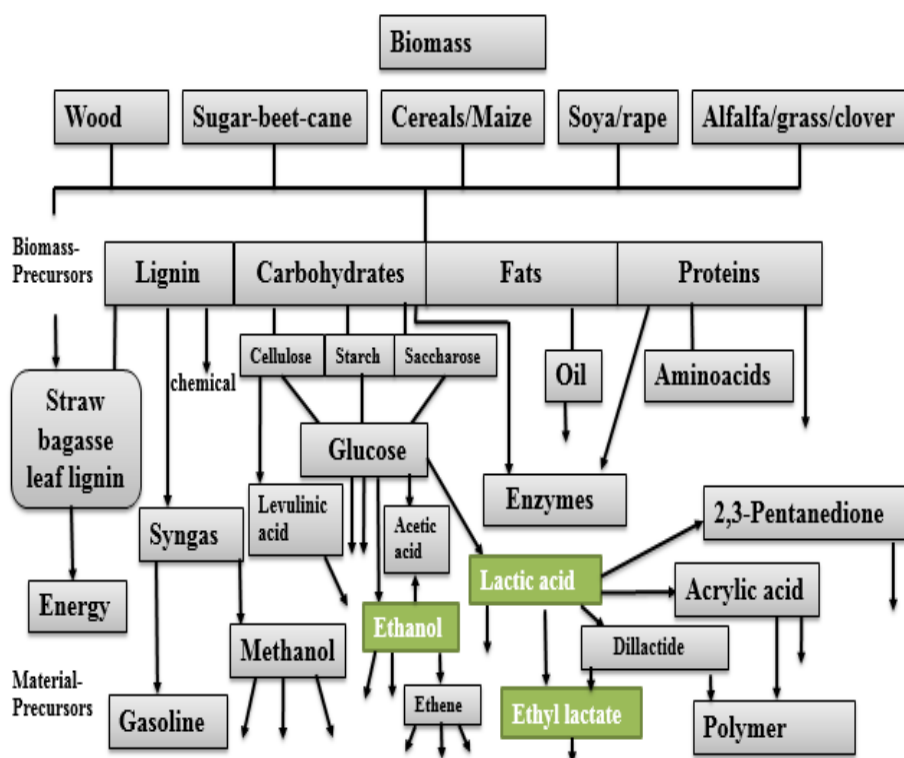 Biomass
Wood
Sugar-beet-cane
Cereals/Maize
Soya/rape
Alfalfa/grass/clover
Biomass-
Precursors
Lignin
Carbohydrates
Fats
Proteins
Cellulose
Starch
Saccharose
Oil
Aminoacids
chemical
Straw
bagasse
leaf lignin
Glucose
Enzymes
Levulinic
acid
Acetic
acid
2,3-Pentanedione
Syngas
Lactic acid
Acrylic acid
Energy
Ethanol
Methanol
Dillactide
Material-
Precursors
Gasoline
Ethene
Ethyl lactate
Polymer